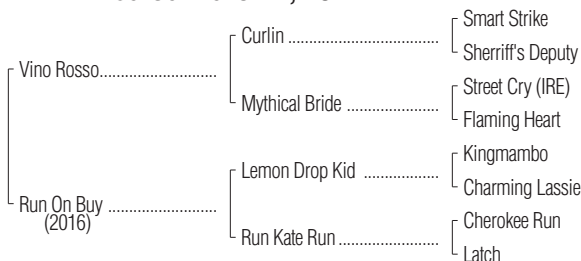 Smart Strike
Curlin
Sherriff's Deputy
Vino Rosso
Street Cry (IRE)
Mythical Bride
Flaming Heart
Kingmambo
Lemon Drop Kid
Charming Lassie
Run On Buy
(2016)
Cherokee Run
Run Kate Run
Latch